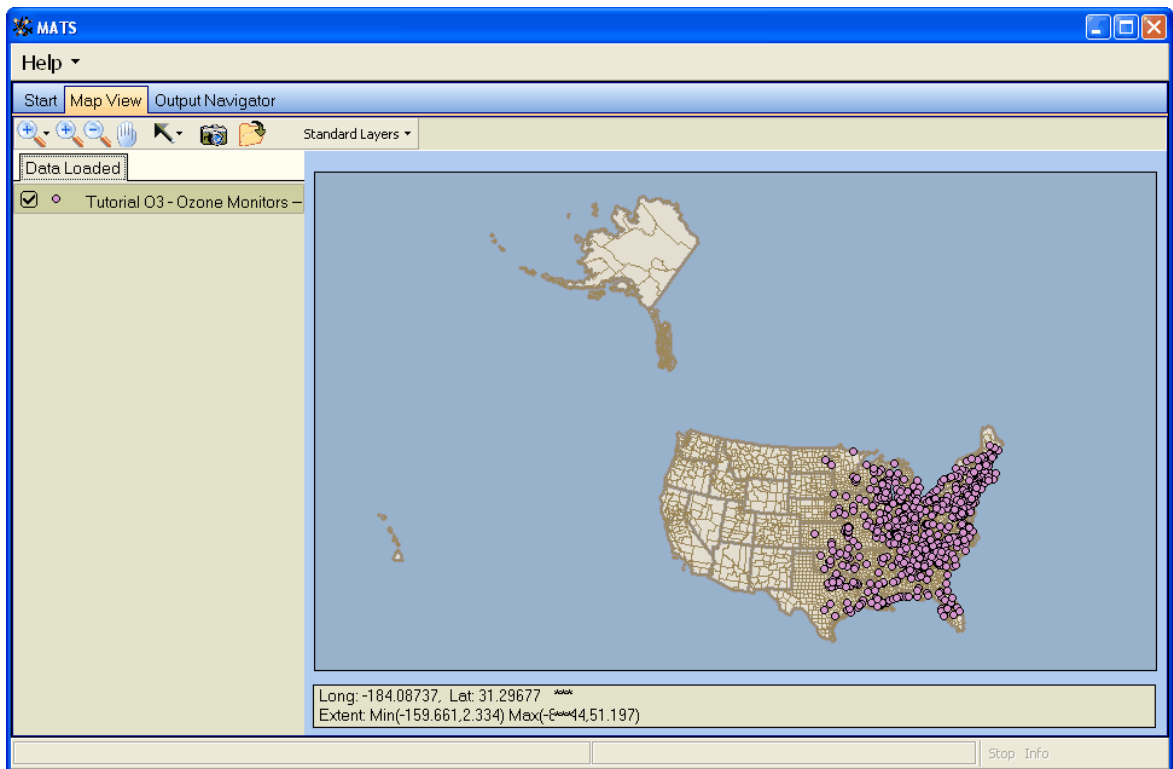 MATS
Help
Start Map View Output Navigator
Standard Layers
Data Loaded
Tutorial O3 - Ozone Monitors –
Long: -184.08737, Lat: 31.29677 ****
Extent: Min(-159.661,2.334) Max(-8***44,51.197)
Stop Info